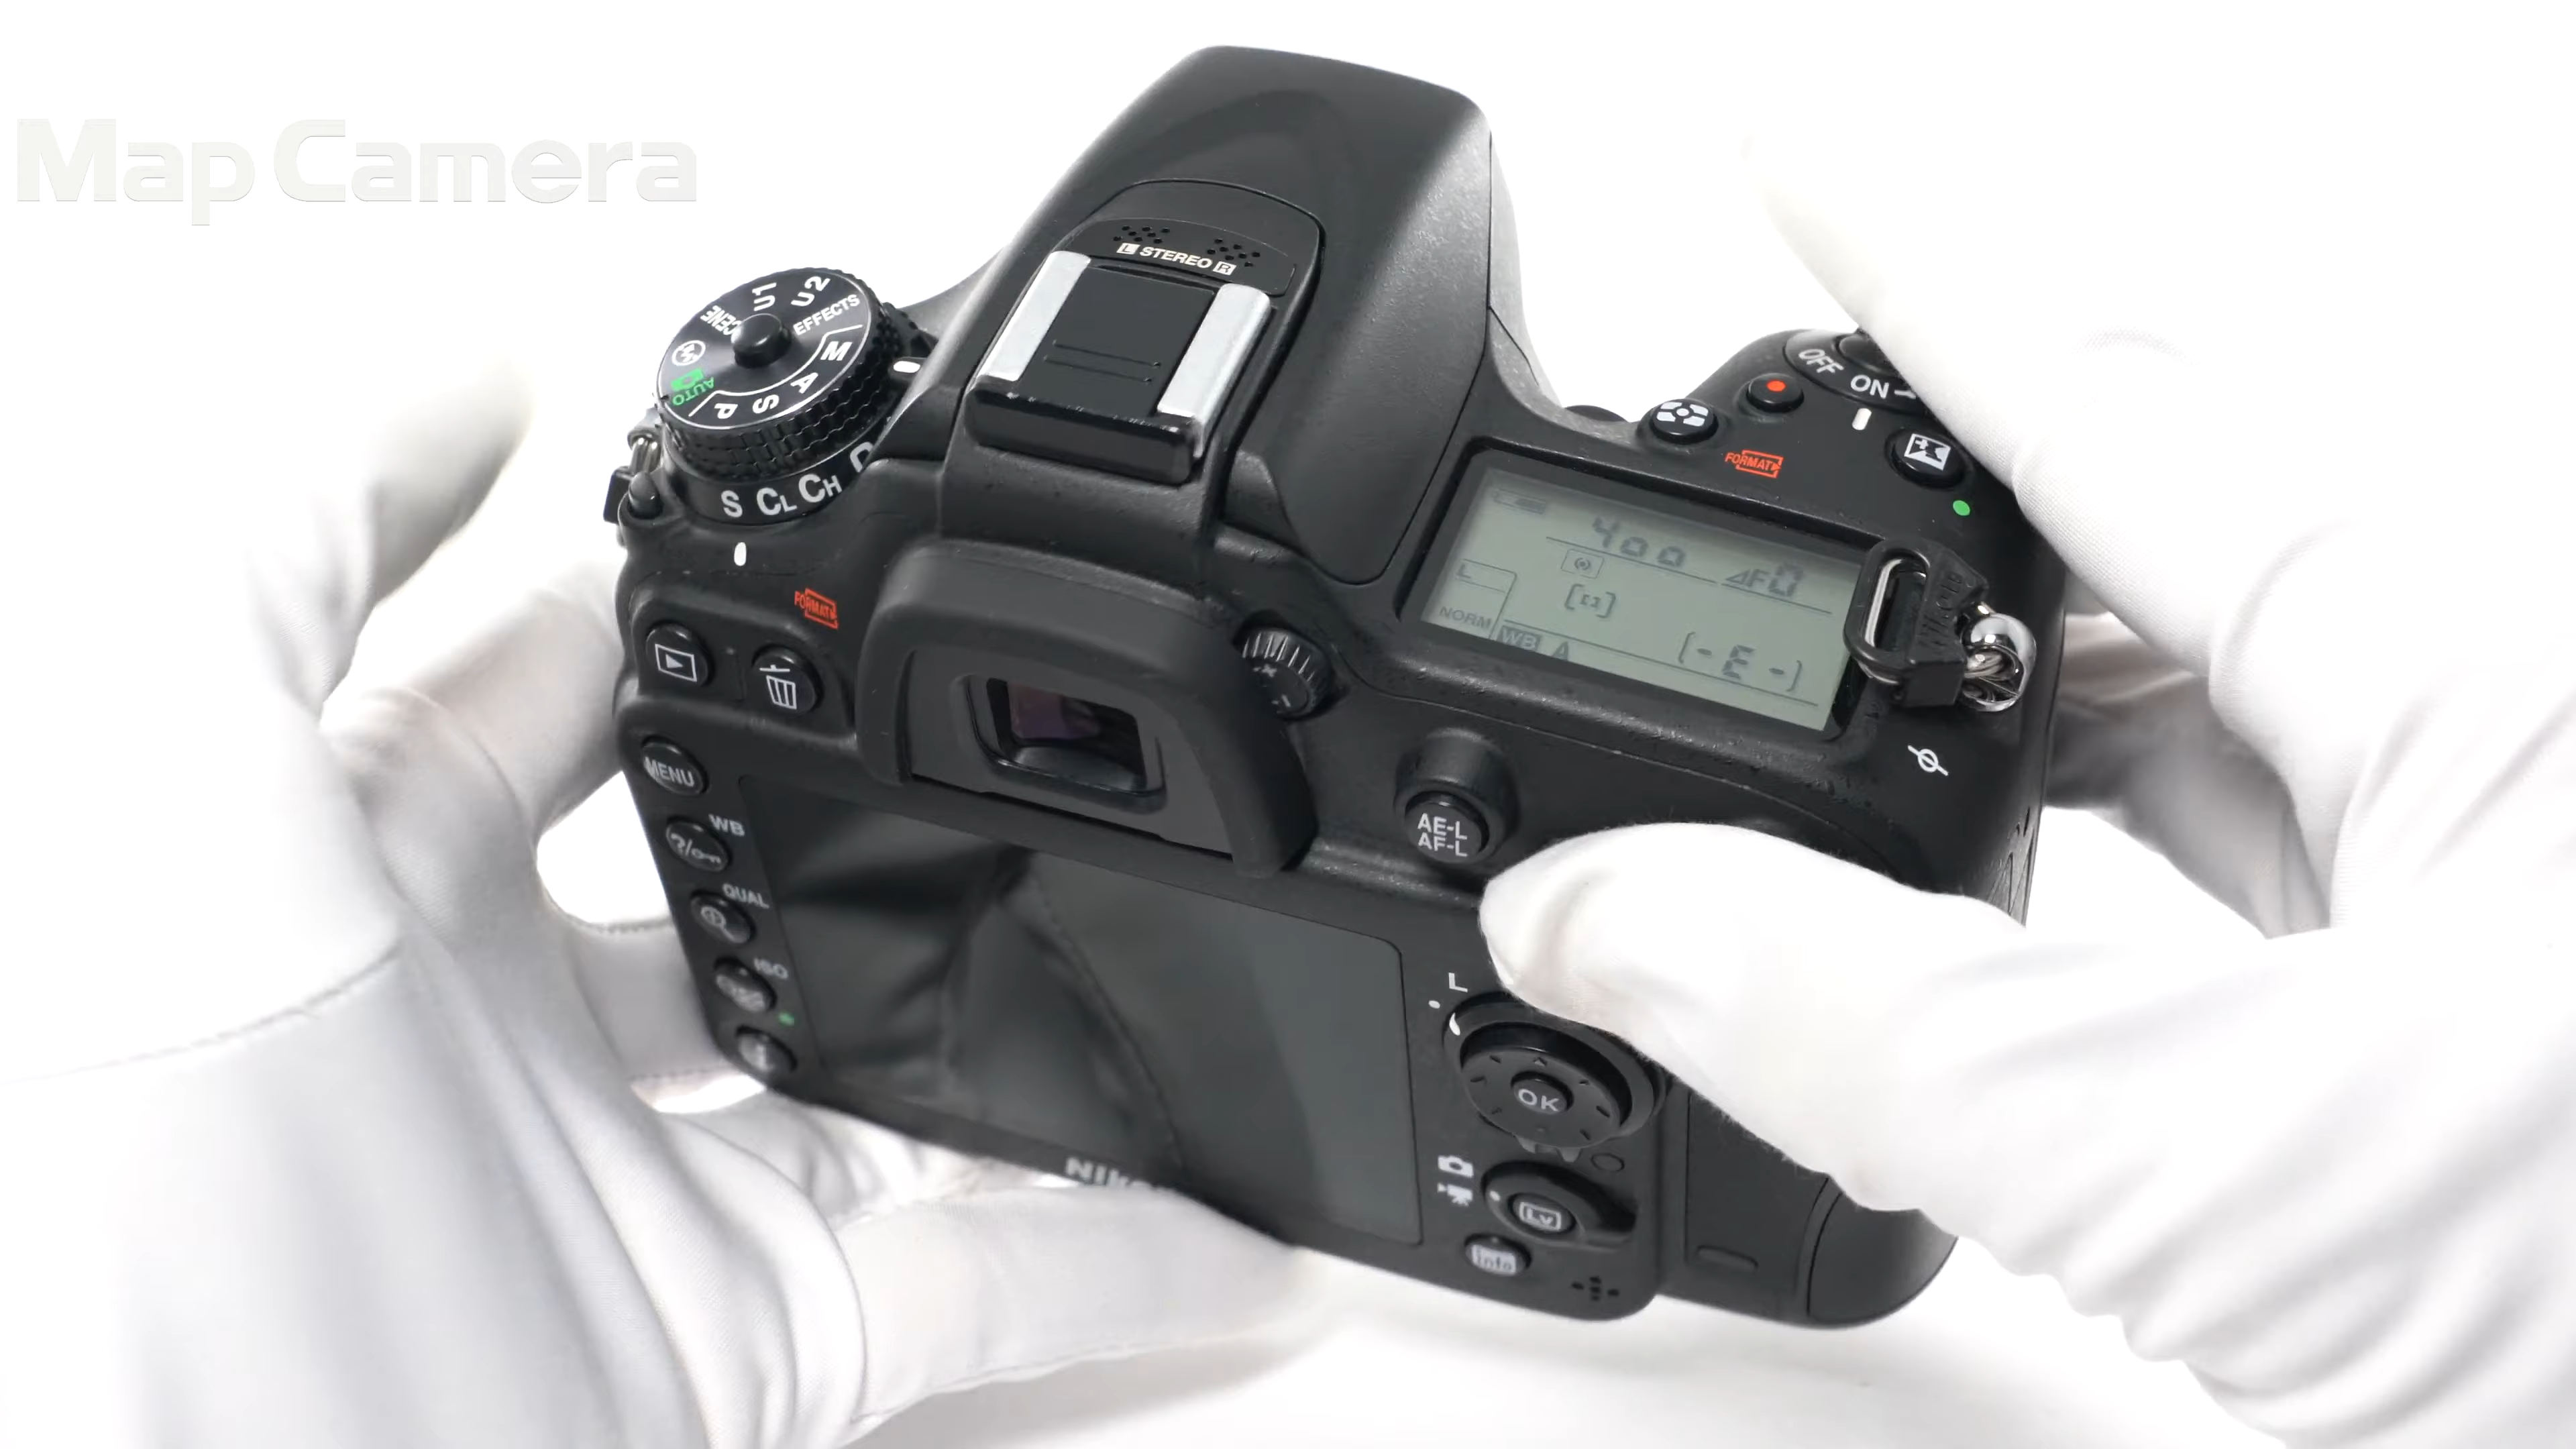 Map Camera
L STEREO R
U1 U2
SCENE EFFECTS
M
AUTO P S A
S CL CH
OFF ON
FORMAT
400
⊿F0
L
NORM
WB A
[-E-]
FORMAT
MENU
WB
?/
QUAL
ISO
AE-L
AF-L
L
OK
Lv
info